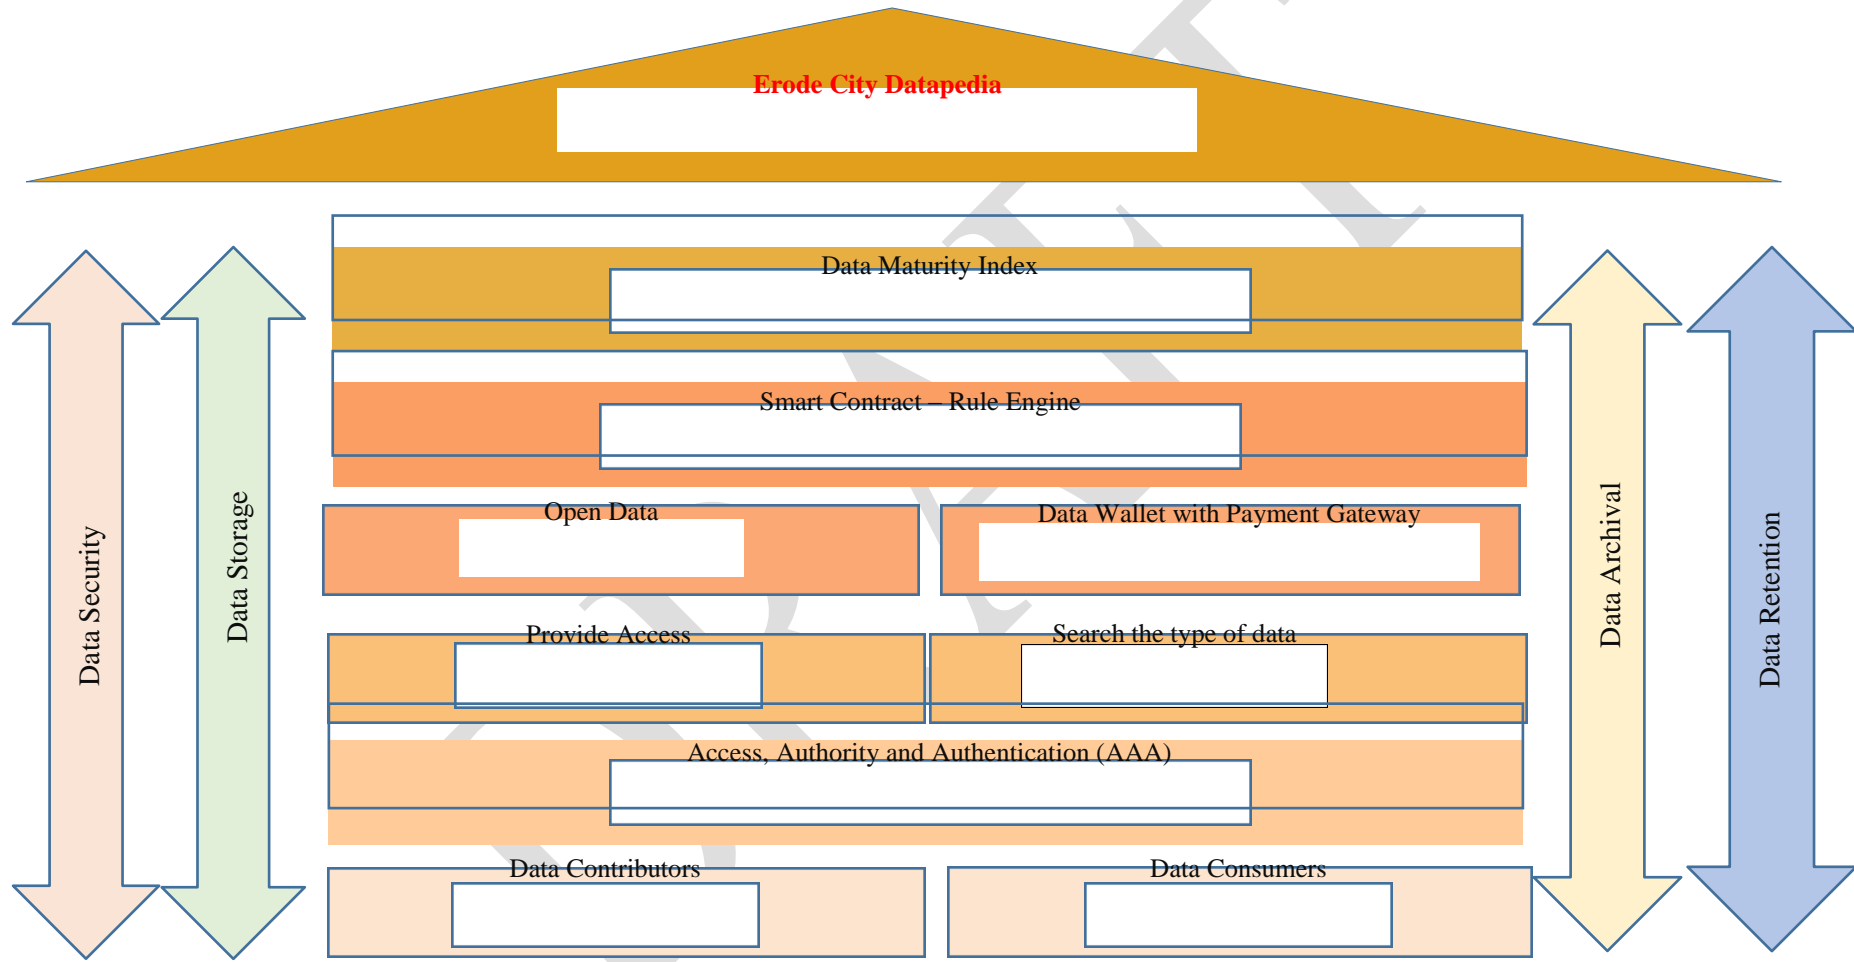 Erode City Datapedia
Data Maturity Index
Smart Contract – Rule Engine
Open Data
Data Wallet with Payment Gateway
Provide Access
Search the type of data
Access, Authority and Authentication (AAA)
Data Contributors
Data Consumers
Data Security
Data Storage
Data Archival
Data Retention
DRAFT